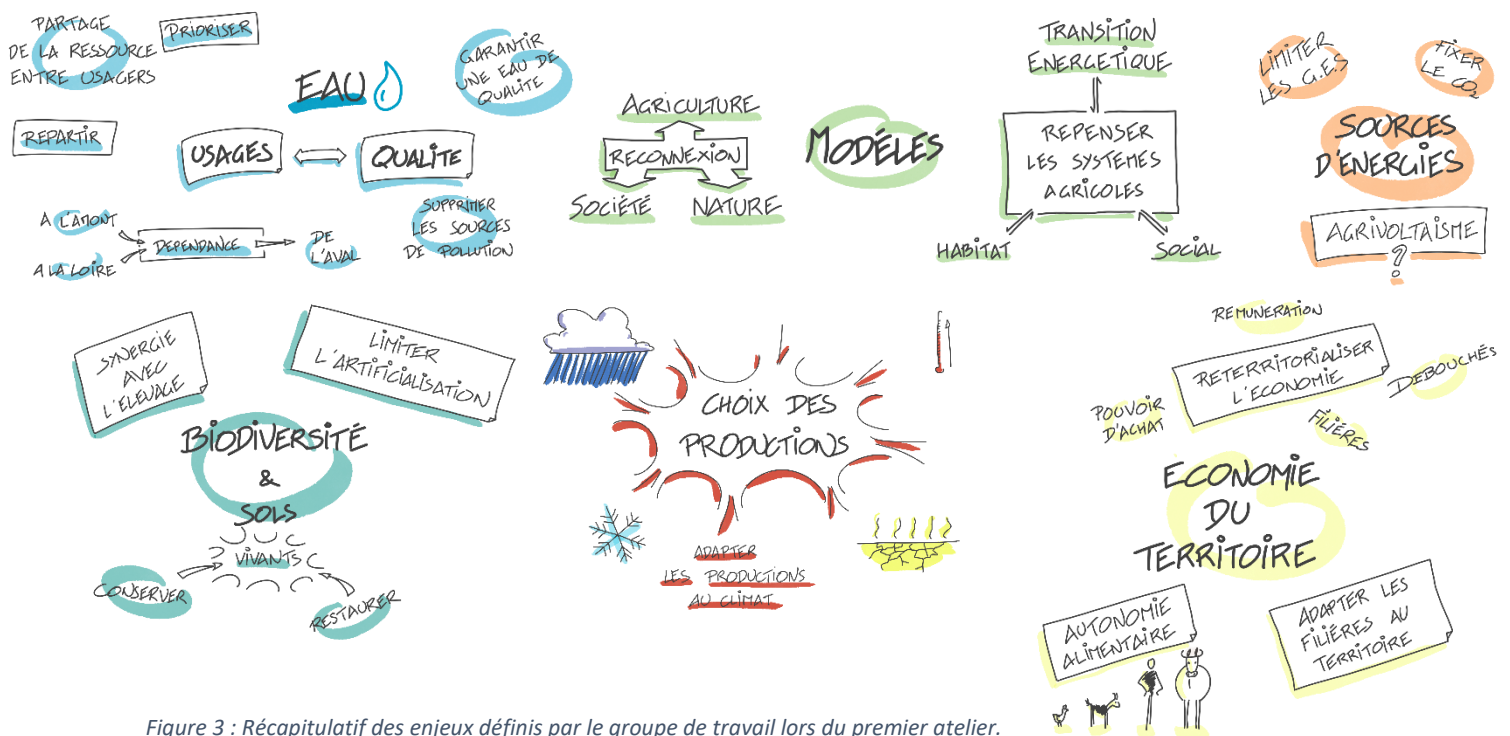 PARTAGE
DE LA RESSOURCE
ENTRE USAGERS
PRIORISER
EAU
GARANTIR
UNE EAU DE
QUALITE
REPARTIR
USAGES
QUALITE
A L'AMONT
A LA LOIRE
DEPENDANCE
DE
L'AVAL
SUPPRIMER
LES SOURCES
DE POLLUTION
AGRICULTURE
RECONNEXION
SOCIÉTÉ
NATURE
MODÉLES
TRANSITION
ENERGETIQUE
REPENSER
LES SYSTEMES
AGRICOLES
HABITAT
SOCIAL
LIMITER
LES G.E.S
FIXER
LE CO2
SOURCES
D'ENERGIES
AGRIVOLTAISME
?
SYNERGIE
AVEC
L'ELEVAGE
LIMITER
L'ARTIFICIALISATION
BIODIVERSITÉ
&
SOLS
VIVANTS
CONSERVER
RESTAURER
CHOIX DES
PRODUCTIONS
ADAPTER
LES PRODUCTIONS
AU CLIMAT
REMUNERATION
RETERRITORIALISER
L'ECONOMIE
DEBOUCHÉS
POUVOIR
D'ACHAT
FILIÈRES
ECONOMIE
DU
TERRITOIRE
AUTONOMIE
ALIMENTAIRE
ADAPTER LES
FILIÈRES AU
TERRITOIRE
Figure 3 : Récapitulatif des enjeux définis par le groupe de travail lors du premier atelier.